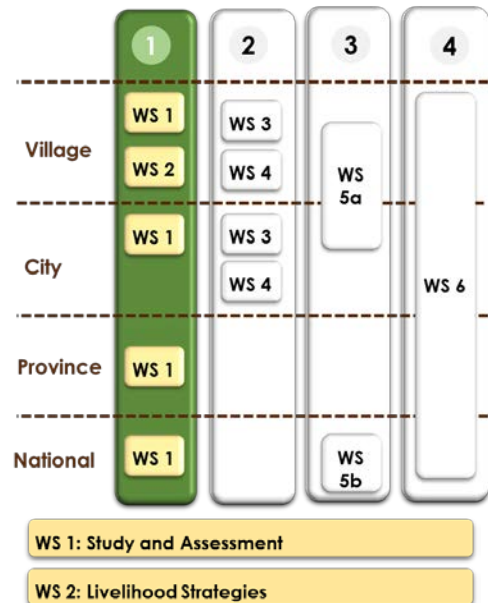 1 2 3 4
Village
WS 1
WS 2
WS 3
WS 4
WS
5a
City
WS 1
WS 3
WS 4
WS 6
Province
WS 1
National
WS 1
WS
5b
WS 1: Study and Assessment
WS 2: Livelihood Strategies